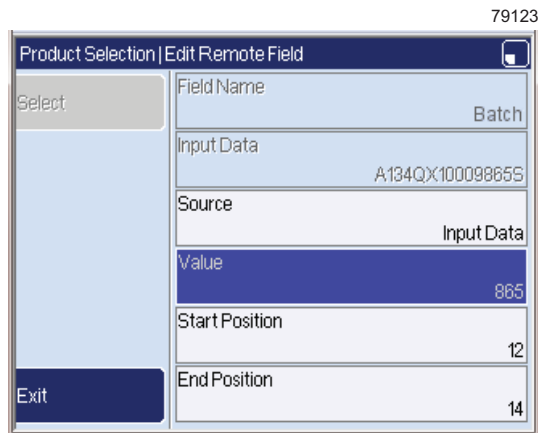 79123
Product Selection | Edit Remote Field
Select
Field Name
Batch
Input Data
A134QX10009865S
Source
Input Data
Value
865
Start Position
12
End Position
14
Exit